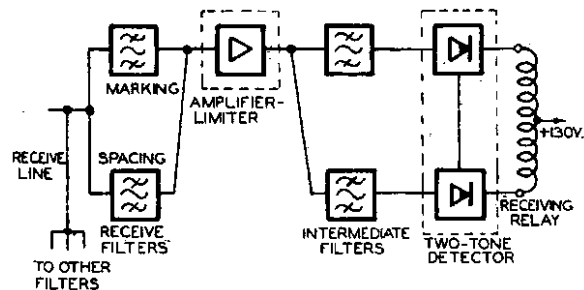 MARKING
AMPLIFIER-
LIMITER
RECEIVE
LINE
SPACING
RECEIVE
FILTERS
TO OTHER
FILTERS
INTERMEDIATE
FILTERS
TWO-TONE
DETECTOR
+130V.
RECEIVING
RELAY